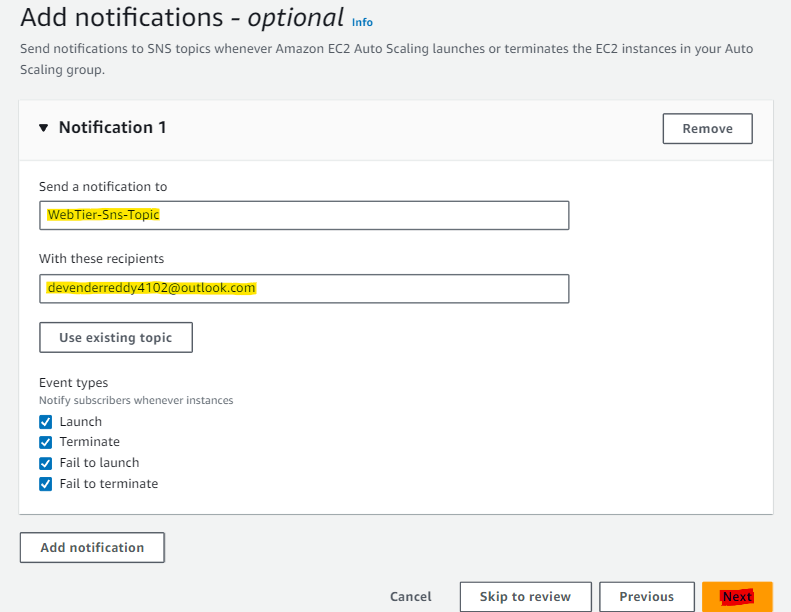 Add notifications - optional Info
Send notifications to SNS topics whenever Amazon EC2 Auto Scaling launches or terminates the EC2 instances in your Auto
Scaling group.
Notification 1
Remove
Send a notification to
WebTier-Sns-Topic
With these recipients
devenderreddy4102@outlook.com
Use existing topic
Event types
Notify subscribers whenever instances
Launch
Terminate
Fail to launch
Fail to terminate
Add notification
Cancel
Skip to review
Previous
Next